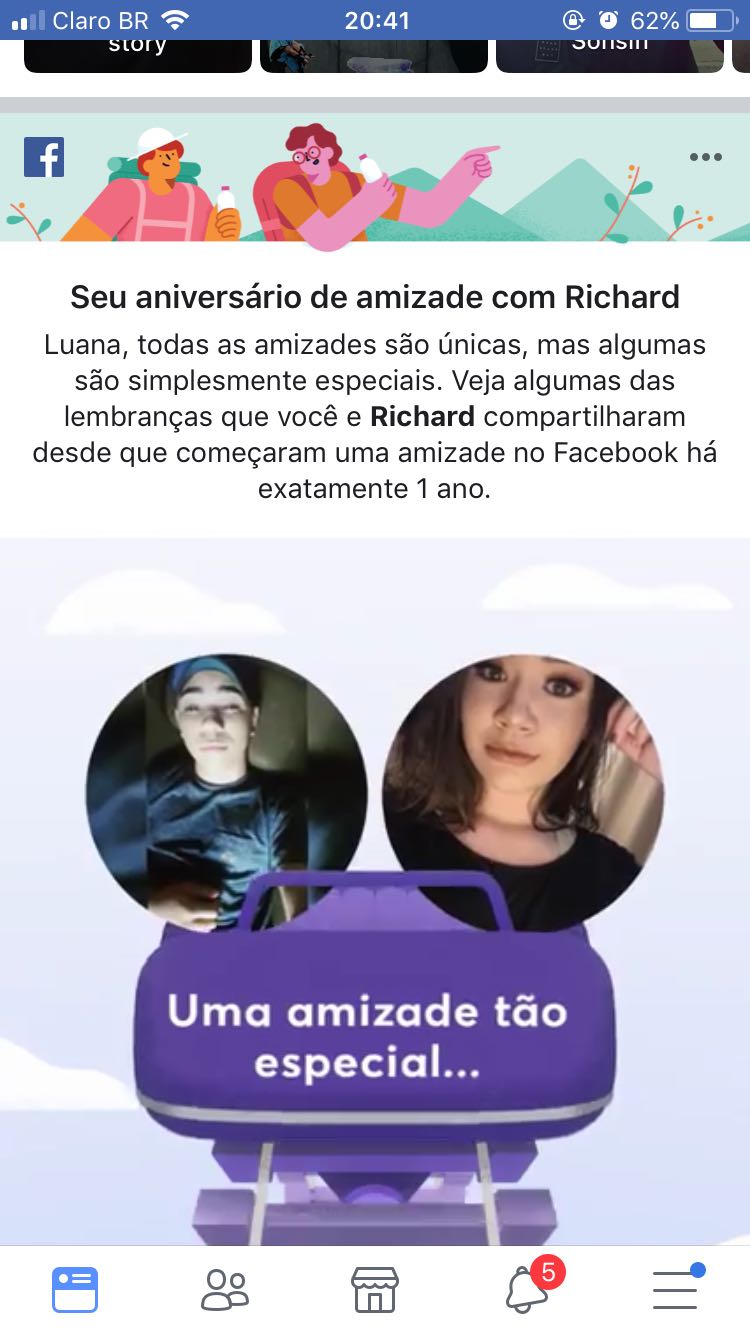 Claro BR 20:41 62%
story
Sonsin
Seu aniversário de amizade com Richard
Luana, todas as amizades são únicas, mas algumas
são simplesmente especiais. Veja algumas das
lembranças que você e Richard compartilharam
desde que começaram uma amizade no Facebook há
exatamente 1 ano.
Uma amizade tão
especial...
5